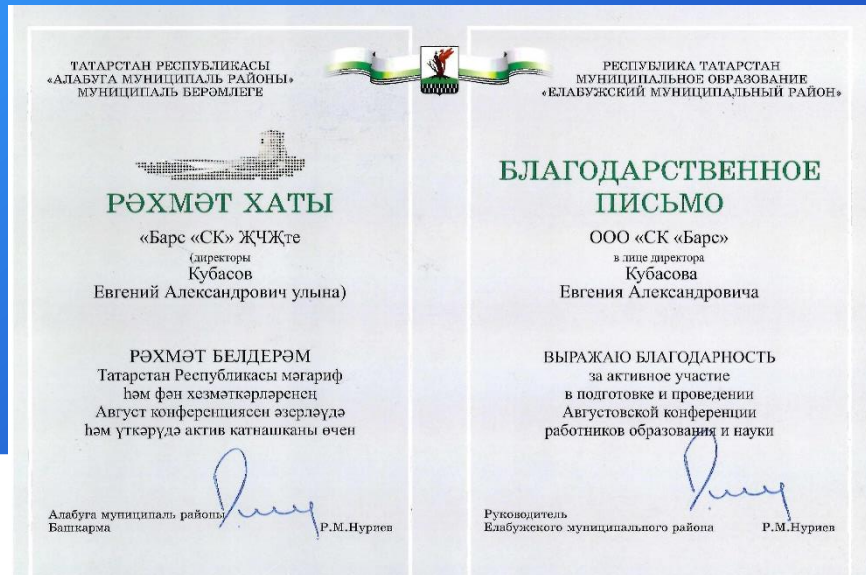 ТАТАРСТАН РЕСПУБЛИКАСЫ
«АЛАБУГА МУНИЦИПАЛЬ РАЙОНЫ»
МУНИЦИПАЛЬ БЕРӘМЛЕГЕ
РӘХМӘТ ХАТЫ
«Барс «СК» ҖЧҖте
(директоры
Кубасов
Евгений Александрович улына)
РӘХМӘТ БЕЛДЕРӘМ
Татарстан Республикасы мәгариф
һәм фән хезмәткәрләренең
Август конференциясен әзерләүдә
һәм үткәрүдә актив катнашканы өчен
Алабуга муниципаль районы
Башкарма
Р.М.Нуриев
РЕСПУБЛИКА ТАТАРСТАН
МУНИЦИПАЛЬНОЕ ОБРАЗОВАНИЕ
«ЕЛАБУЖСКИЙ МУНИЦИПАЛЬНЫЙ РАЙОН»
БЛАГОДАРСТВЕННОЕ
ПИСЬМО
ООО «СК «Барс»
в лице директора
Кубасова
Евгения Александровича
ВЫРАЖАЮ БЛАГОДАРНОСТЬ
за активное участие
в подготовке и проведении
Августовской конференции
работников образования и науки
Руководитель
Елабужского муниципального района
Р.М.Нуриев